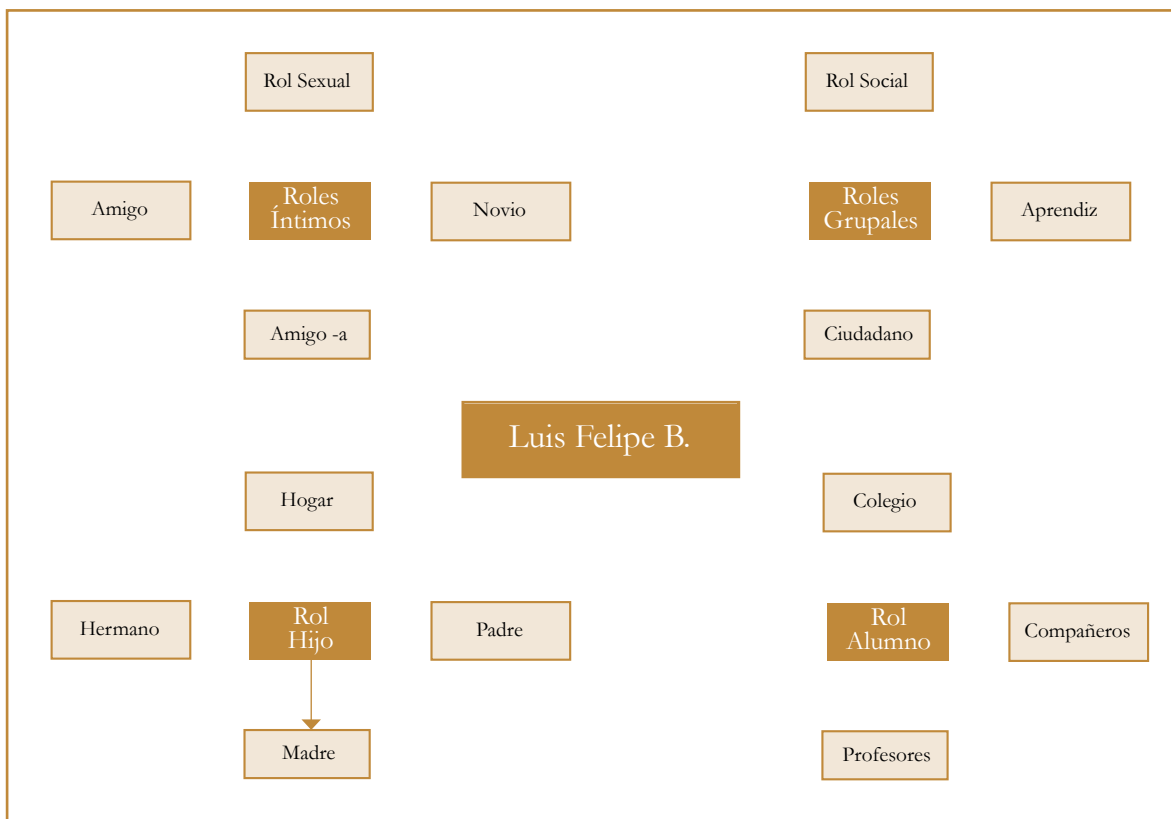 Rol Sexual
Rol Social
Amigo
Roles
Íntimos
Novio
Roles
Grupales
Aprendiz
Amigo -a
Ciudadano
Luis Felipe B.
Hogar
Colegio
Hermano
Rol
Hijo
Padre
Rol
Alumno
Compañeros
Madre
Profesores